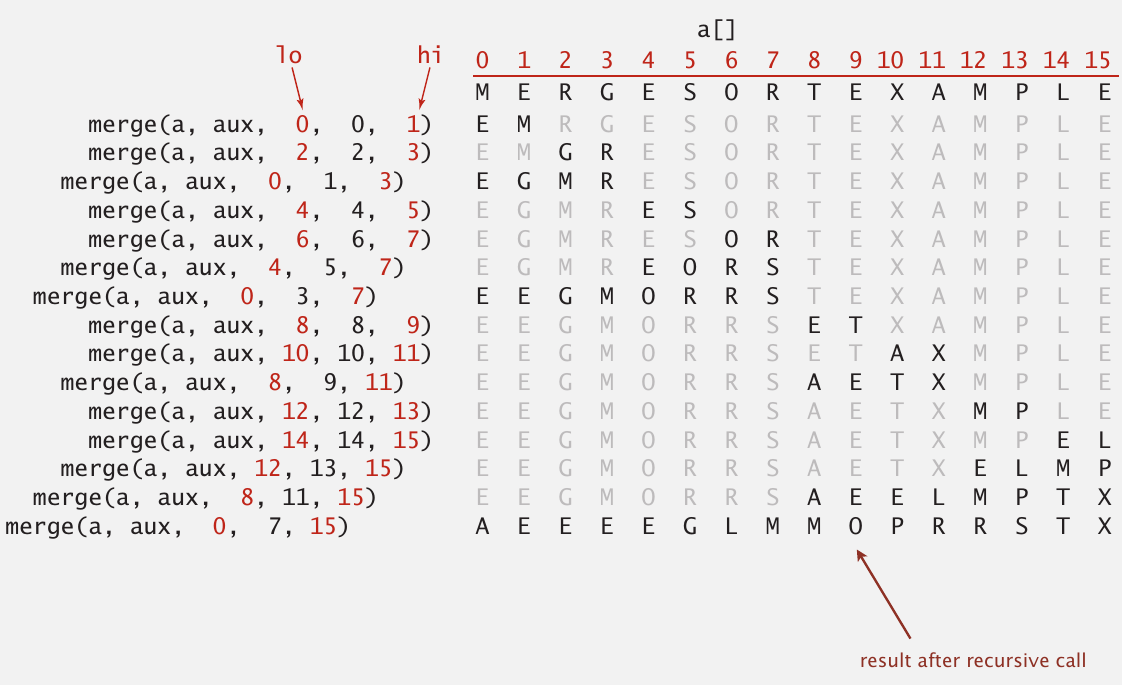 a[]
lo hi 0 1 2 3 4 5 6 7 8 9 10 11 12 13 14 15
M E R G E S O R T E X A M P L E
merge(a, aux, 0, 0, 1) E M R G E S O R T E X A M P L E
merge(a, aux, 2, 2, 3) E M G R E S O R T E X A M P L E
merge(a, aux, 0, 1, 3) E G M R E S O R T E X A M P L E
merge(a, aux, 4, 4, 5) E G M R E S O R T E X A M P L E
merge(a, aux, 6, 6, 7) E G M R E S O R T E X A M P L E
merge(a, aux, 4, 5, 7) E G M R E O R S T E X A M P L E
merge(a, aux, 0, 3, 7) E E G M O R R S T E X A M P L E
merge(a, aux, 8, 8, 9) E E G M O R R S E T X A M P L E
merge(a, aux, 10, 10, 11) E E G M O R R S E T A X M P L E
merge(a, aux, 8, 9, 11) E E G M O R R S A E T X M P L E
merge(a, aux, 12, 12, 13) E E G M O R R S A E T X M P L E
merge(a, aux, 14, 14, 15) E E G M O R R S A E T X M P E L
merge(a, aux, 12, 13, 15) E E G M O R R S A E T X E L M P
merge(a, aux, 8, 11, 15) E E G M O R R S A E E L M P T X
merge(a, aux, 0, 7, 15) A E E E E G L M M O P R R S T X
result after recursive call